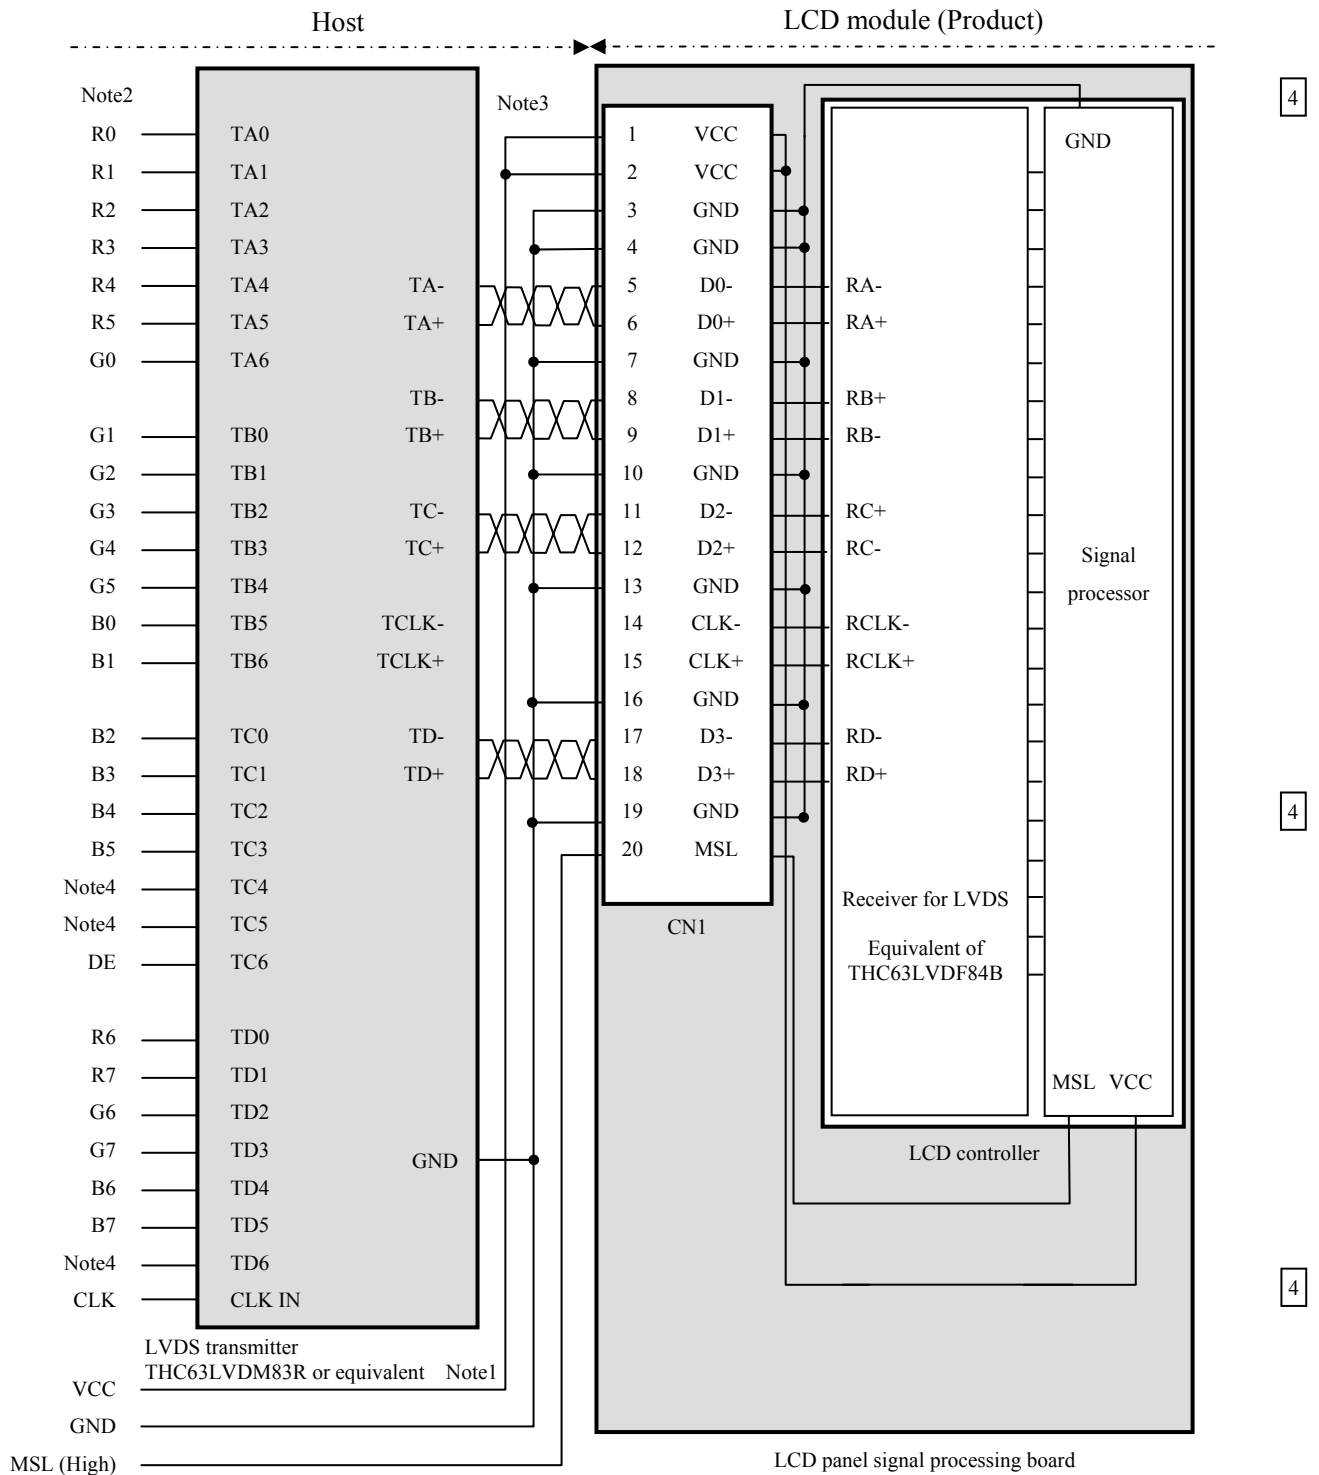 Host
LCD module (Product)
Note2
Note3
4
R0 TA0 1 VCC
GND
R1 TA1 2 VCC
R2 TA2 3 GND
R3 TA3 4 GND
R4 TA4 TA- 5 D0- RA-
R5 TA5 TA+ 6 D0+ RA+
G0 TA6 7 GND
TB- 8 D1- RB+
G1 TB0 TB+ 9 D1+ RB-
G2 TB1 10 GND
G3 TB2 TC- 11 D2- RC+
G4 TB3 TC+ 12 D2+ RC-
Signal
processor
G5 TB4 13 GND
B0 TB5 TCLK- 14 CLK- RCLK-
B1 TB6 TCLK+ 15 CLK+ RCLK+
16 GND
B2 TC0 TD- 17 D3- RD-
B3 TC1 TD+ 18 D3+ RD+
B4 TC2 19 GND
4
B5 TC3 20 MSL
Note4 TC4
Receiver for LVDS
Note4 TC5
CN1
Equivalent of
THC63LVDF84B
DE TC6
R6 TD0
R7 TD1
MSL VCC
G6 TD2
G7 TD3
GND
LCD controller
B6 TD4
B7 TD5
Note4 TD6
4
CLK CLK IN
LVDS transmitter
THC63LVDM83R or equivalent Note1
VCC
GND
MSL (High)
LCD panel signal processing board